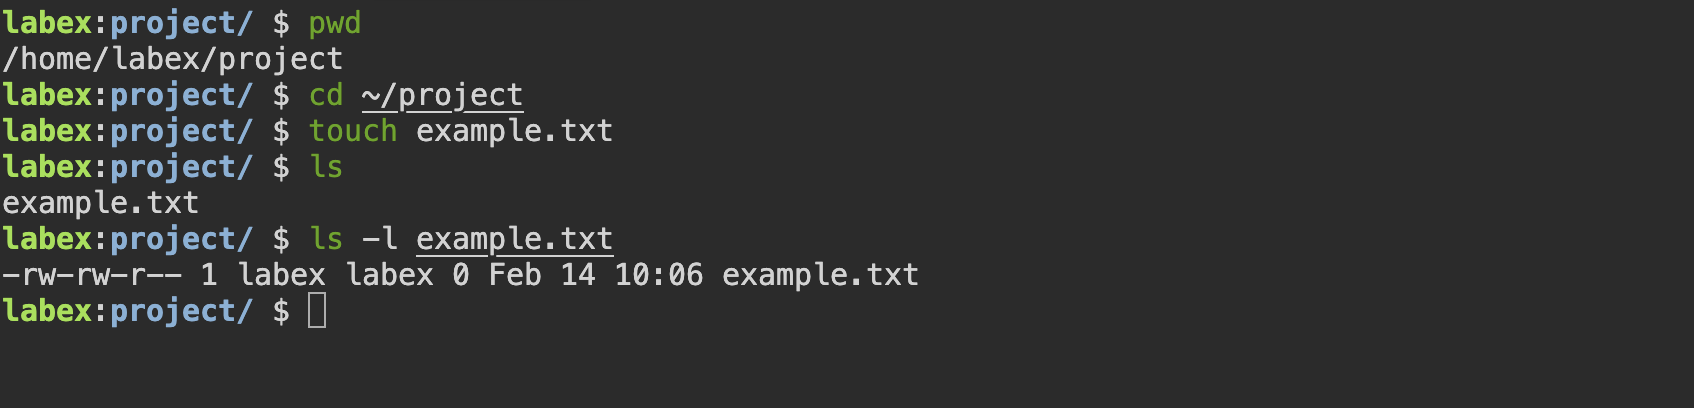 labex:project/ $ pwd
/home/labex/project
labex:project/ $ cd ~/project
labex:project/ $ touch example.txt
labex:project/ $ ls
example.txt
labex:project/ $ ls -l example.txt
-rw-rw-r-- 1 labex labex 0 Feb 14 10:06 example.txt
labex:project/ $